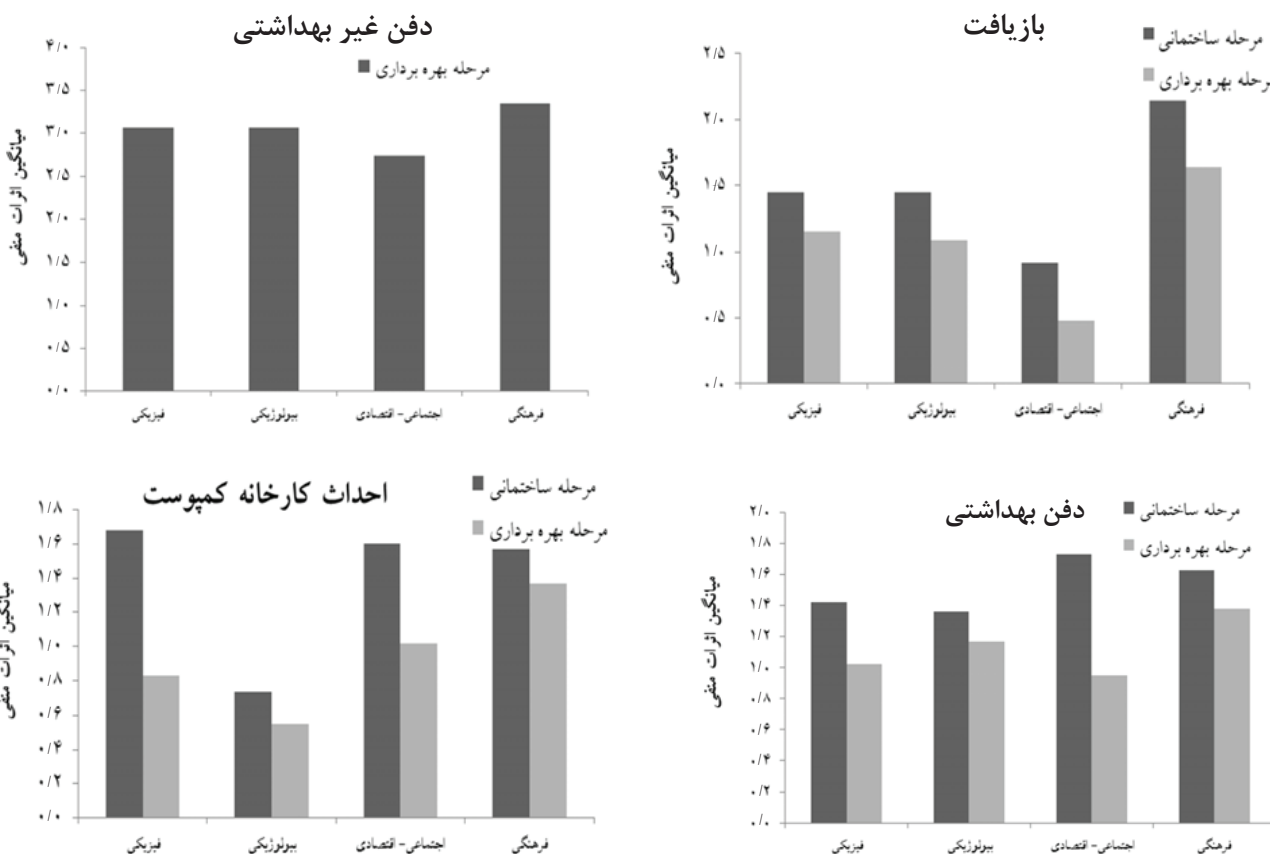 دفن غیر بهداشتی
مرحله بهره برداری
میانگین اثرات منفی
۴/۰
۳/۵
۳/۰
۲/۵
۲/۰
۱/۵
۱/۰
۰/۵
۰/۰
فیزیکی
بیولوژیکی
اجتماعی- اقتصادی
فرهنگی
بازیافت
مرحله ساختمانی
مرحله بهره برداری
میانگین اثرات منفی
۲/۵
۲/۰
۱/۵
۱/۰
۰/۵
۰/۰
فیزیکی
بیولوژیکی
اجتماعی- اقتصادی
فرهنگی
احداث کارخانه کمپوست
مرحله ساختمانی
مرحله بهره برداری
میانگین اثرات منفی
۱/۸
۱/۶
۱/۴
۱/۲
۱/۰
۰/۸
۰/۶
۰/۴
۰/۲
۰/۰
فیزیکی
بیولوژیکی
اجتماعی- اقتصادی
فرهنگی
دفن بهداشتی
مرحله ساختمانی
مرحله بهره برداری
میانگین اثرات منفی
۲/۰
۱/۸
۱/۶
۱/۴
۱/۲
۱/۰
۰/۸
۰/۶
۰/۴
۰/۲
۰/۰
فیزیکی
بیولوژیکی
اجتماعی- اقتصادی
فرهنگی